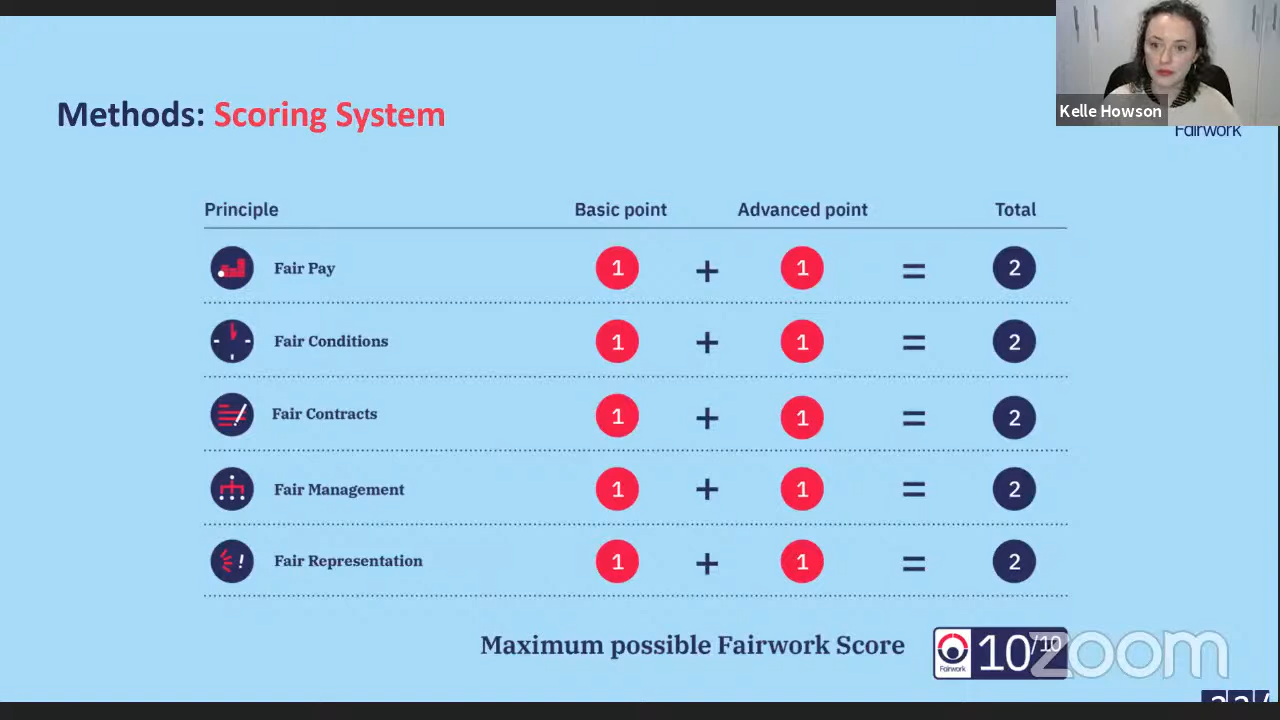 Kelle Howson
Fairwork
Methods: Scoring System
Principle Basic point Advanced point Total
Fair Pay 1 + 1 = 2
Fair Conditions 1 + 1 = 2
Fair Contracts 1 + 1 = 2
Fair Management 1 + 1 = 2
Fair Representation 1 + 1 = 2
Maximum possible Fairwork Score Fairwork 10/10
zoom